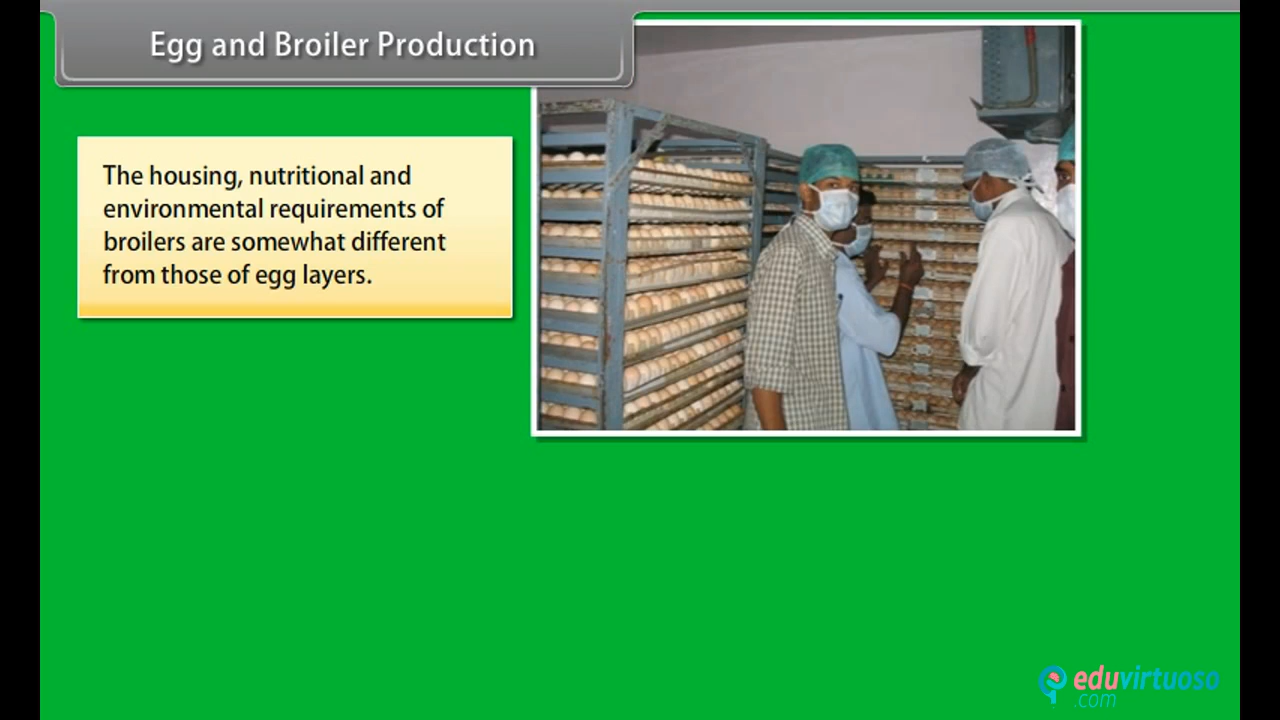 Egg and Broiler Production
The housing, nutritional and
environmental requirements of
broilers are somewhat different
from those of egg layers.
eduvirtuoso
.com